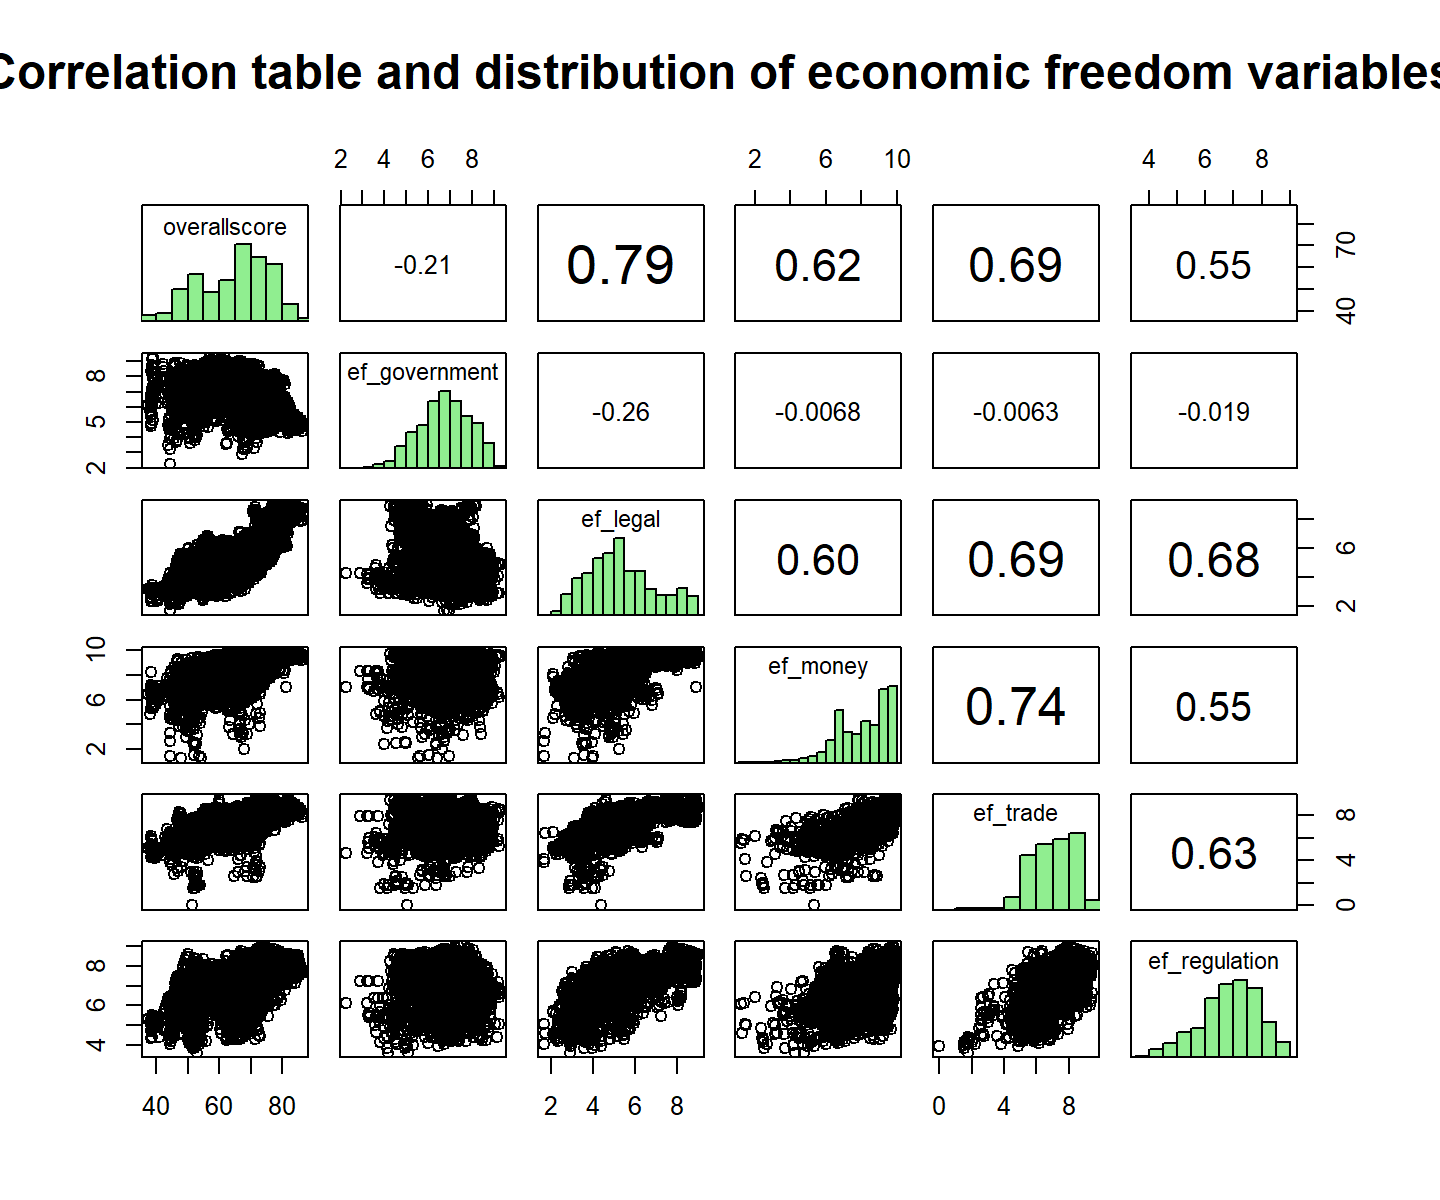 Correlation table and distribution of economic freedom variables
2 4 6 8 2 6 10 4 6 8
overallscore -0.21 0.79 0.62 0.69 0.55 40 70
8 5 2 ef_government -0.26 -0.0068 -0.0063 -0.019
ef_legal 0.60 0.69 0.68 2 6
10 6 2 ef_money 0.74 0.55
ef_trade 0.63 0 4 8
8 6 4 ef_regulation
40 60 80 2 4 6 8 0 4 8